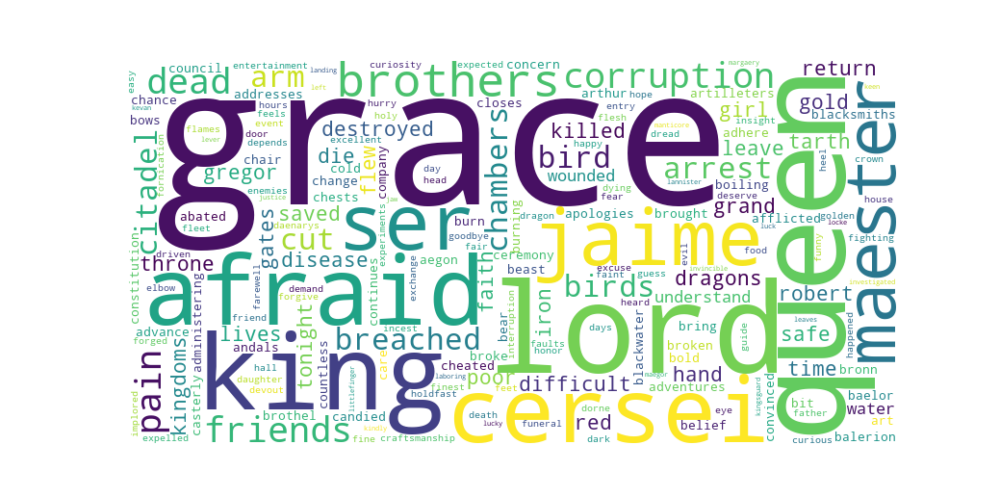 grace
lord
queen
king
afraid
cersei
jaime
ser
maester
brothers
corruption
dead
arm
friends
pain
citadel
birds
bird
breached
arrest
chambers
difficult
cut
throne
kingdoms
gregor
destroyed
die
disease
saved
flew
gates
tonight
lives
poor
red
hand
dragons
killed
wounded
girl
leave
tarth
gold
return
robert
safe
time
water
iron
faith
grand
understand
council
entertainment
curiosity
expected
concern
landing
left
easy
kevan
chance
bows
addresses
hours
feels
event
flames
lever
door
depends
fornication
chair
hurry
holy
excellent
cold
change
company
chests
day
head
closes
arthur
hope
entry
flesh
happy
dread
artilleters
margaery
insight
adhere
blacksmiths
heel
crown
house
boiling
dying
fear
lannister
deserve
dragon
apologies
brought
afflicted
golden
locke
luck
fighting
evil
funny
food
invincible
investigated
abated
fleet
driven
enemies
justice
daenarys
constitution
elbow
farewell
forgive
demand
friend
aegon
continues
experiments
exchange
incest
burn
goodbye
fair
burning
ceremony
beast
excuse
faint
guess
heard
bear
interruption
days
faults
honor
blackwater
bring
broken
bold
guide
adventures
belief
eye
dorne
dark
death
lucky
funeral
feet
finest
holdfast
broke
cheated
laboring
care
candied
countless
littlefinger
kindly
fine
craftsmanship
brothel
daughter
devout
hall
andals
administering
casterly
advance
forged
implored
expelled
convinced
kingsguard
bit
father
curious
leaves
happened
bronn
baelor
art
balerion